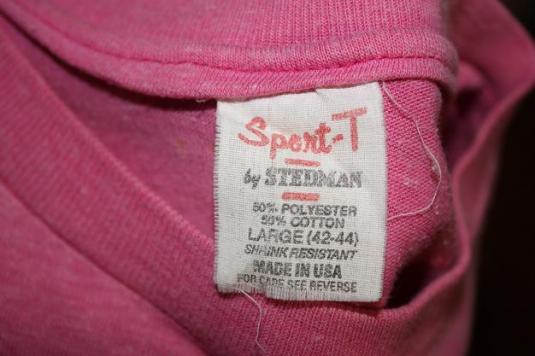 Sport-T
by STEDMAN
50% POLYESTER
50% COTTON
LARGE (42-44)
SHRINK RESISTANT
MADE IN USA
FOR CARE SEE REVERSE